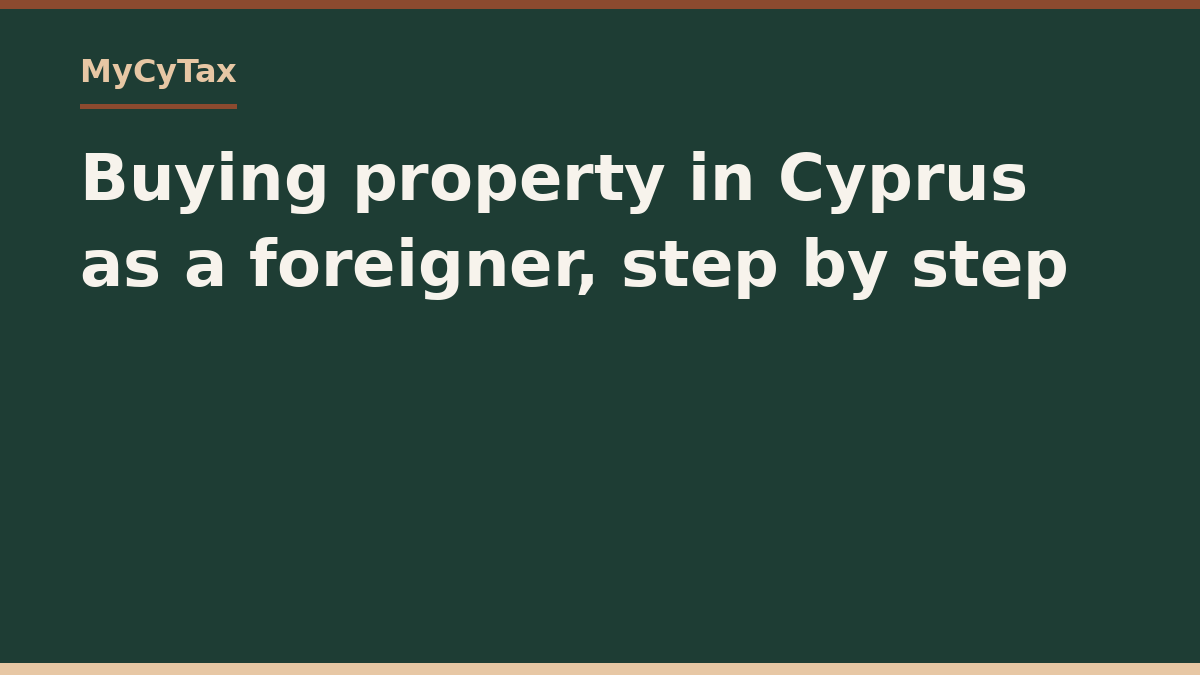 MyCyTax
Buying property in Cyprus
as a foreigner, step by step